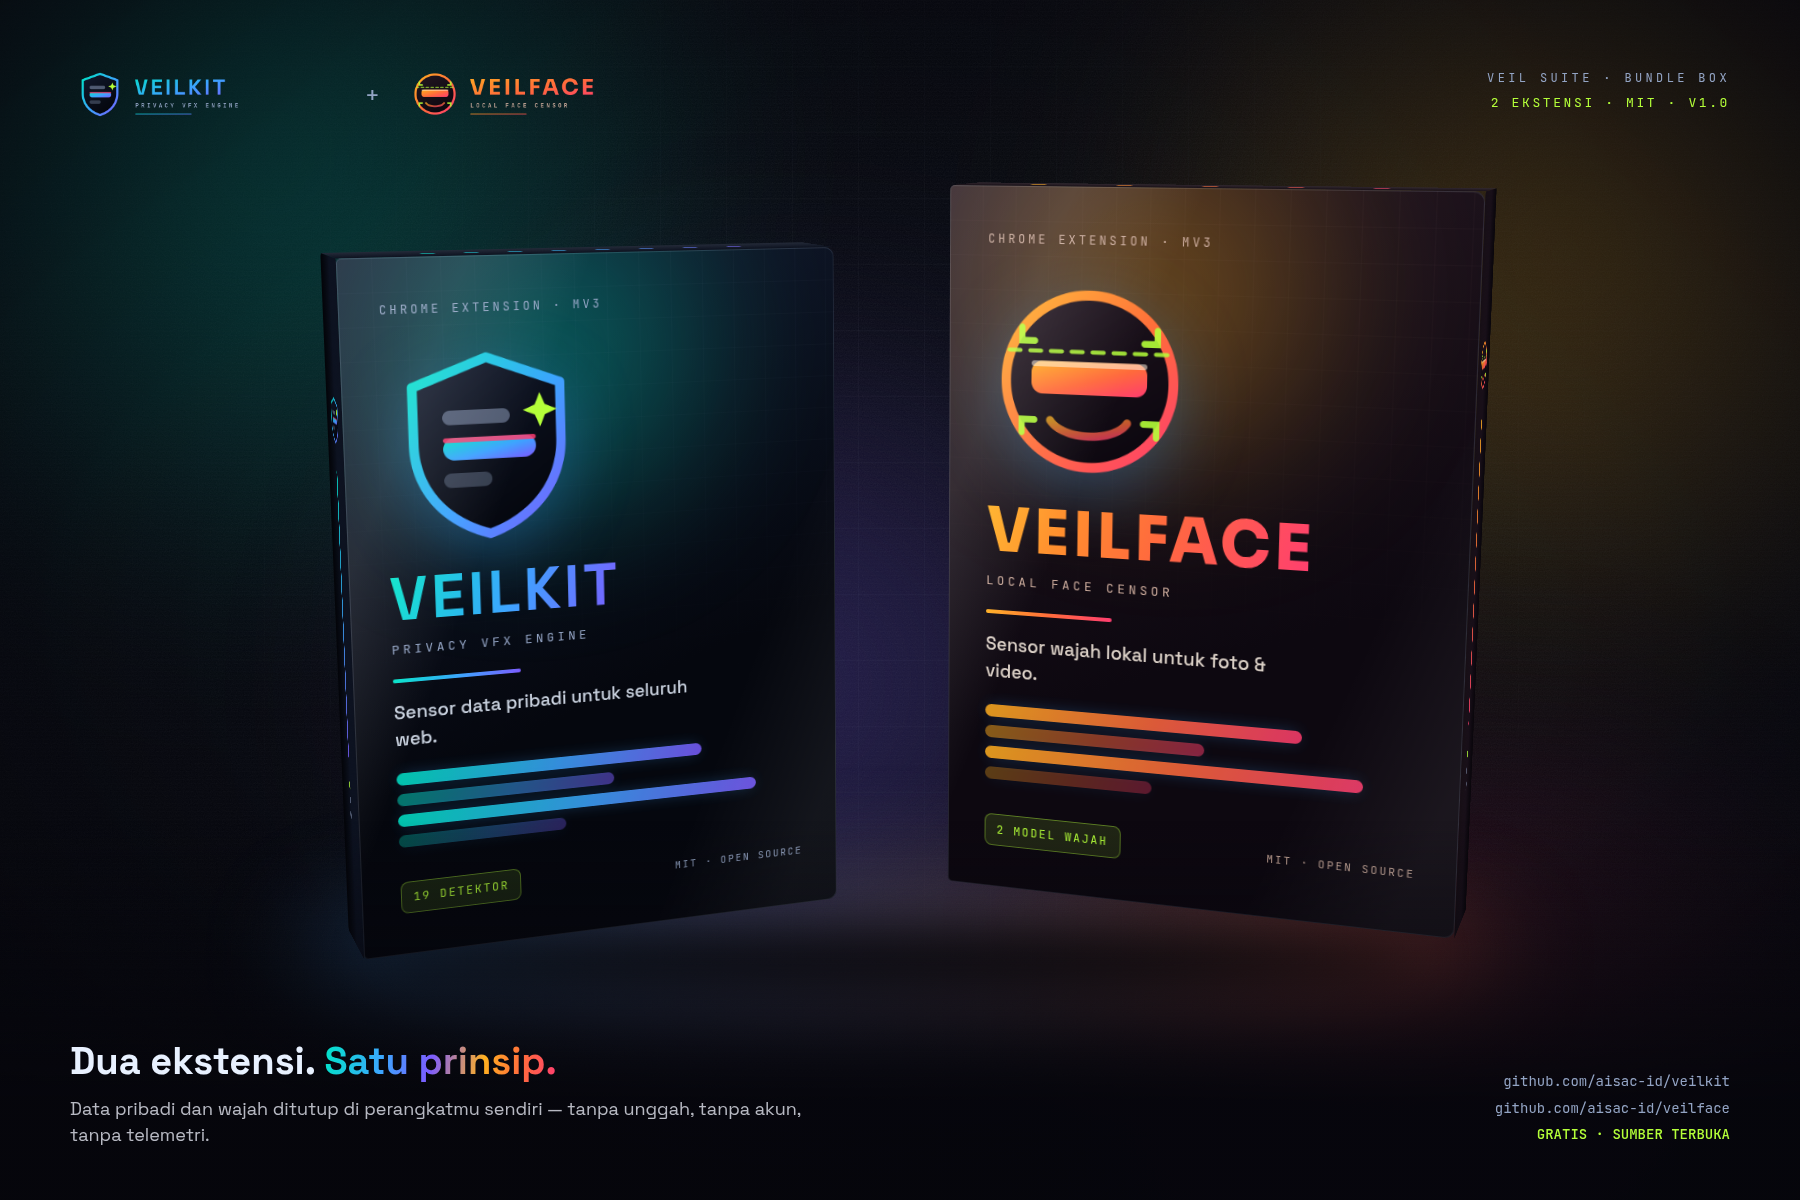 VEILKIT
PRIVACY VFX ENGINE
+
VEILFACE
LOCAL FACE CENSOR
VEIL SUITE · BUNDLE BOX
2 EKSTENSI · MIT · V1.0
CHROME EXTENSION · MV3
VEILKIT
PRIVACY VFX ENGINE
Sensor data pribadi untuk seluruh
web.
19 DETEKTOR
MIT · OPEN SOURCE
CHROME EXTENSION · MV3
VEILFACE
LOCAL FACE CENSOR
Sensor wajah lokal untuk foto &
video.
2 MODEL WAJAH
MIT · OPEN SOURCE
Dua ekstensi. Satu prinsip.
Data pribadi dan wajah ditutup di perangkatmu sendiri — tanpa unggah, tanpa akun,
tanpa telemetri.
github.com/aisac-id/veilkit
github.com/aisac-id/veilface
GRATIS · SUMBER TERBUKA